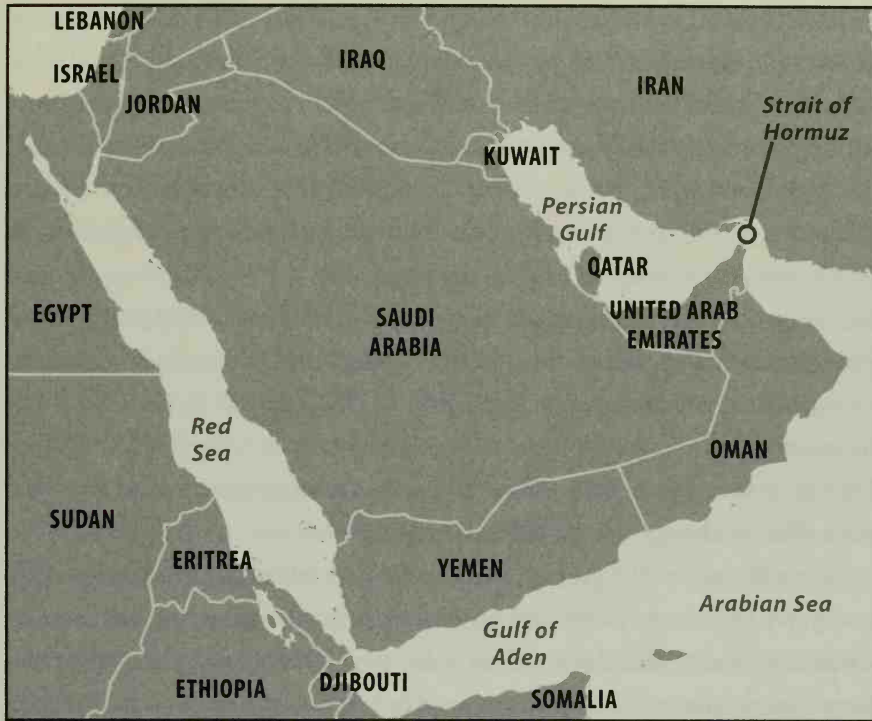 LEBANON
ISRAEL
JORDAN
IRAQ
IRAN
Strait of
Hormuz
KUWAIT
Persian
Gulf
QATAR
UNITED ARAB
EMIRATES
EGYPT
SAUDI
ARABIA
Red
Sea
OMAN
SUDAN
ERITREA
YEMEN
Arabian Sea
Gulf of
Aden
ETHIOPIA
DJIBOUTI
SOMALIA